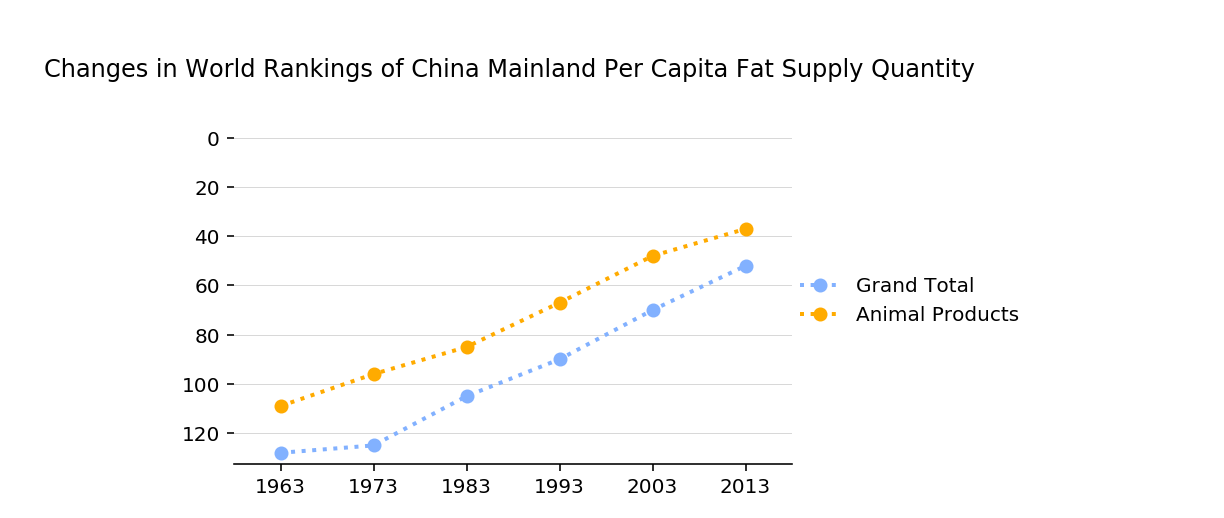 Changes in World Rankings of China Mainland Per Capita Fat Supply Quantity
0
20
40
60
80
100
120
1963 1973 1983 1993 2003 2013
Grand Total
Animal Products